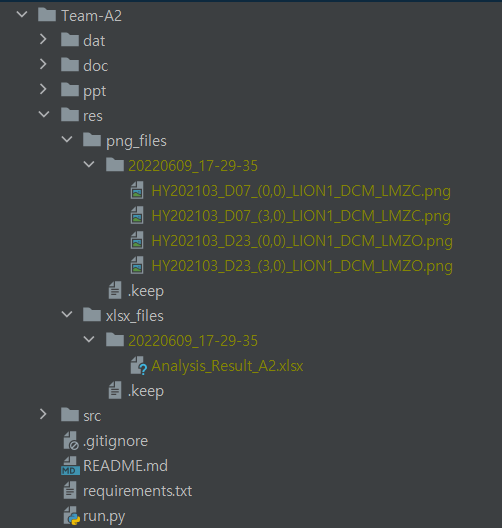 Team-A2
dat
doc
ppt
res
png_files
20220609_17-29-35
HY202103_D07_(0,0)_LION1_DCM_LMZC.png
HY202103_D07_(3,0)_LION1_DCM_LMZC.png
HY202103_D23_(0,0)_LION1_DCM_LMZO.png
HY202103_D23_(3,0)_LION1_DCM_LMZO.png
.keep
xlsx_files
20220609_17-29-35
Analysis_Result_A2.xlsx
.keep
src
.gitignore
MD README.md
requirements.txt
run.py